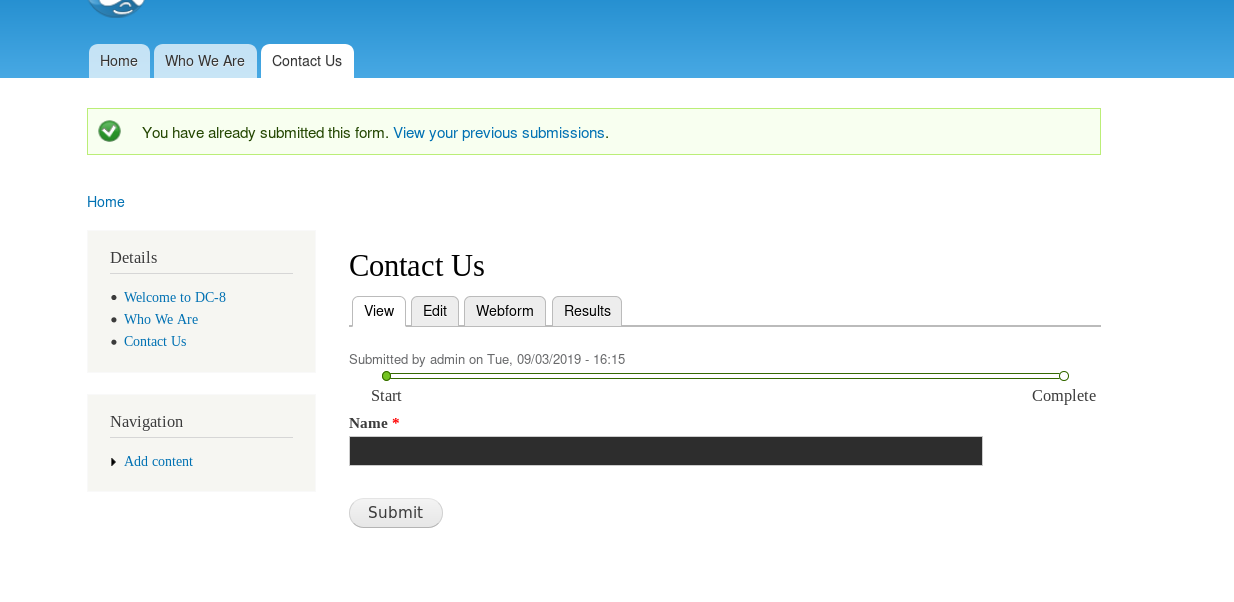 Home Who We Are Contact Us
You have already submitted this form. View your previous submissions.
Home
Details
Welcome to DC-8
Who We Are
Contact Us
Navigation
Add content
Contact Us
View Edit Webform Results
Submitted by admin on Tue, 09/03/2019 - 16:15
Start Complete
Name *
Submit